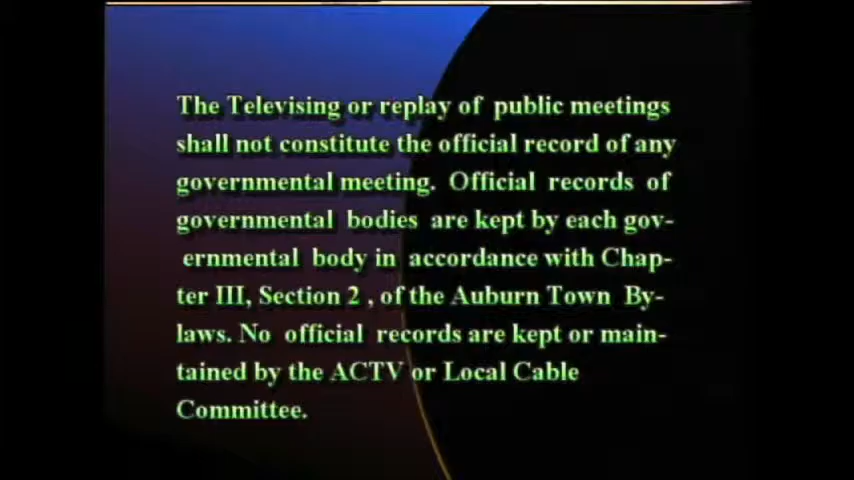 The Televising or replay of public meetings
shall not constitute the official record of any
governmental meeting. Official records of
governmental bodies are kept by each gov-
ernmental body in accordance with Chap-
ter III, Section 2 , of the Auburn Town By-
laws. No official records are kept or main-
tained by the ACTV or Local Cable
Committee.